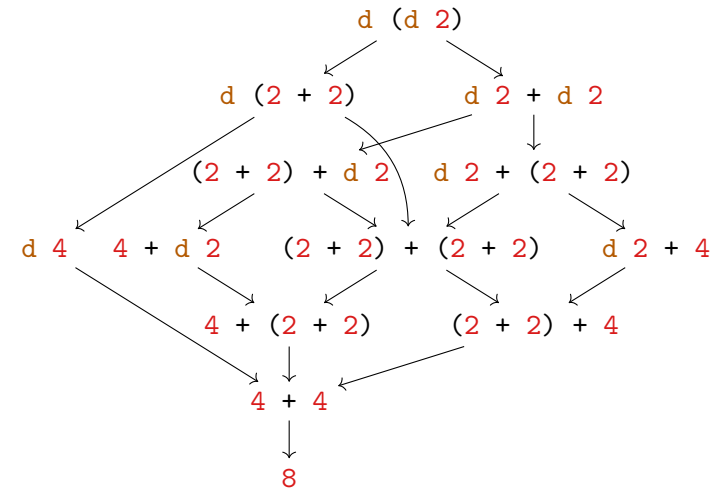 d (d 2)
d (2 + 2)
d 2 + d 2
(2 + 2) + d 2
d 2 + (2 + 2)
d 4
4 + d 2
(2 + 2) + (2 + 2)
d 2 + 4
4 + (2 + 2)
(2 + 2) + 4
4 + 4
8